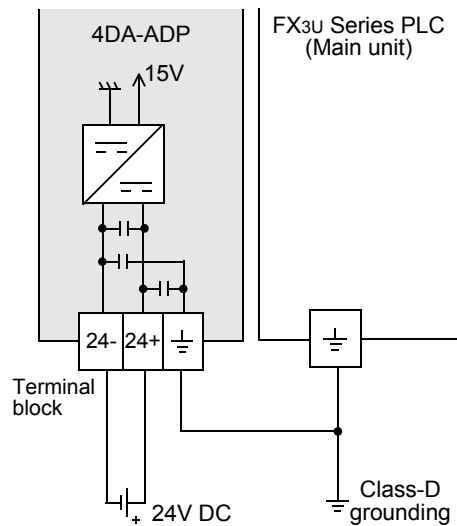 4DA-ADP
FX3U Series PLC
(Main unit)
15V
24-
24+
Terminal
block
+
24V DC
Class-D
grounding